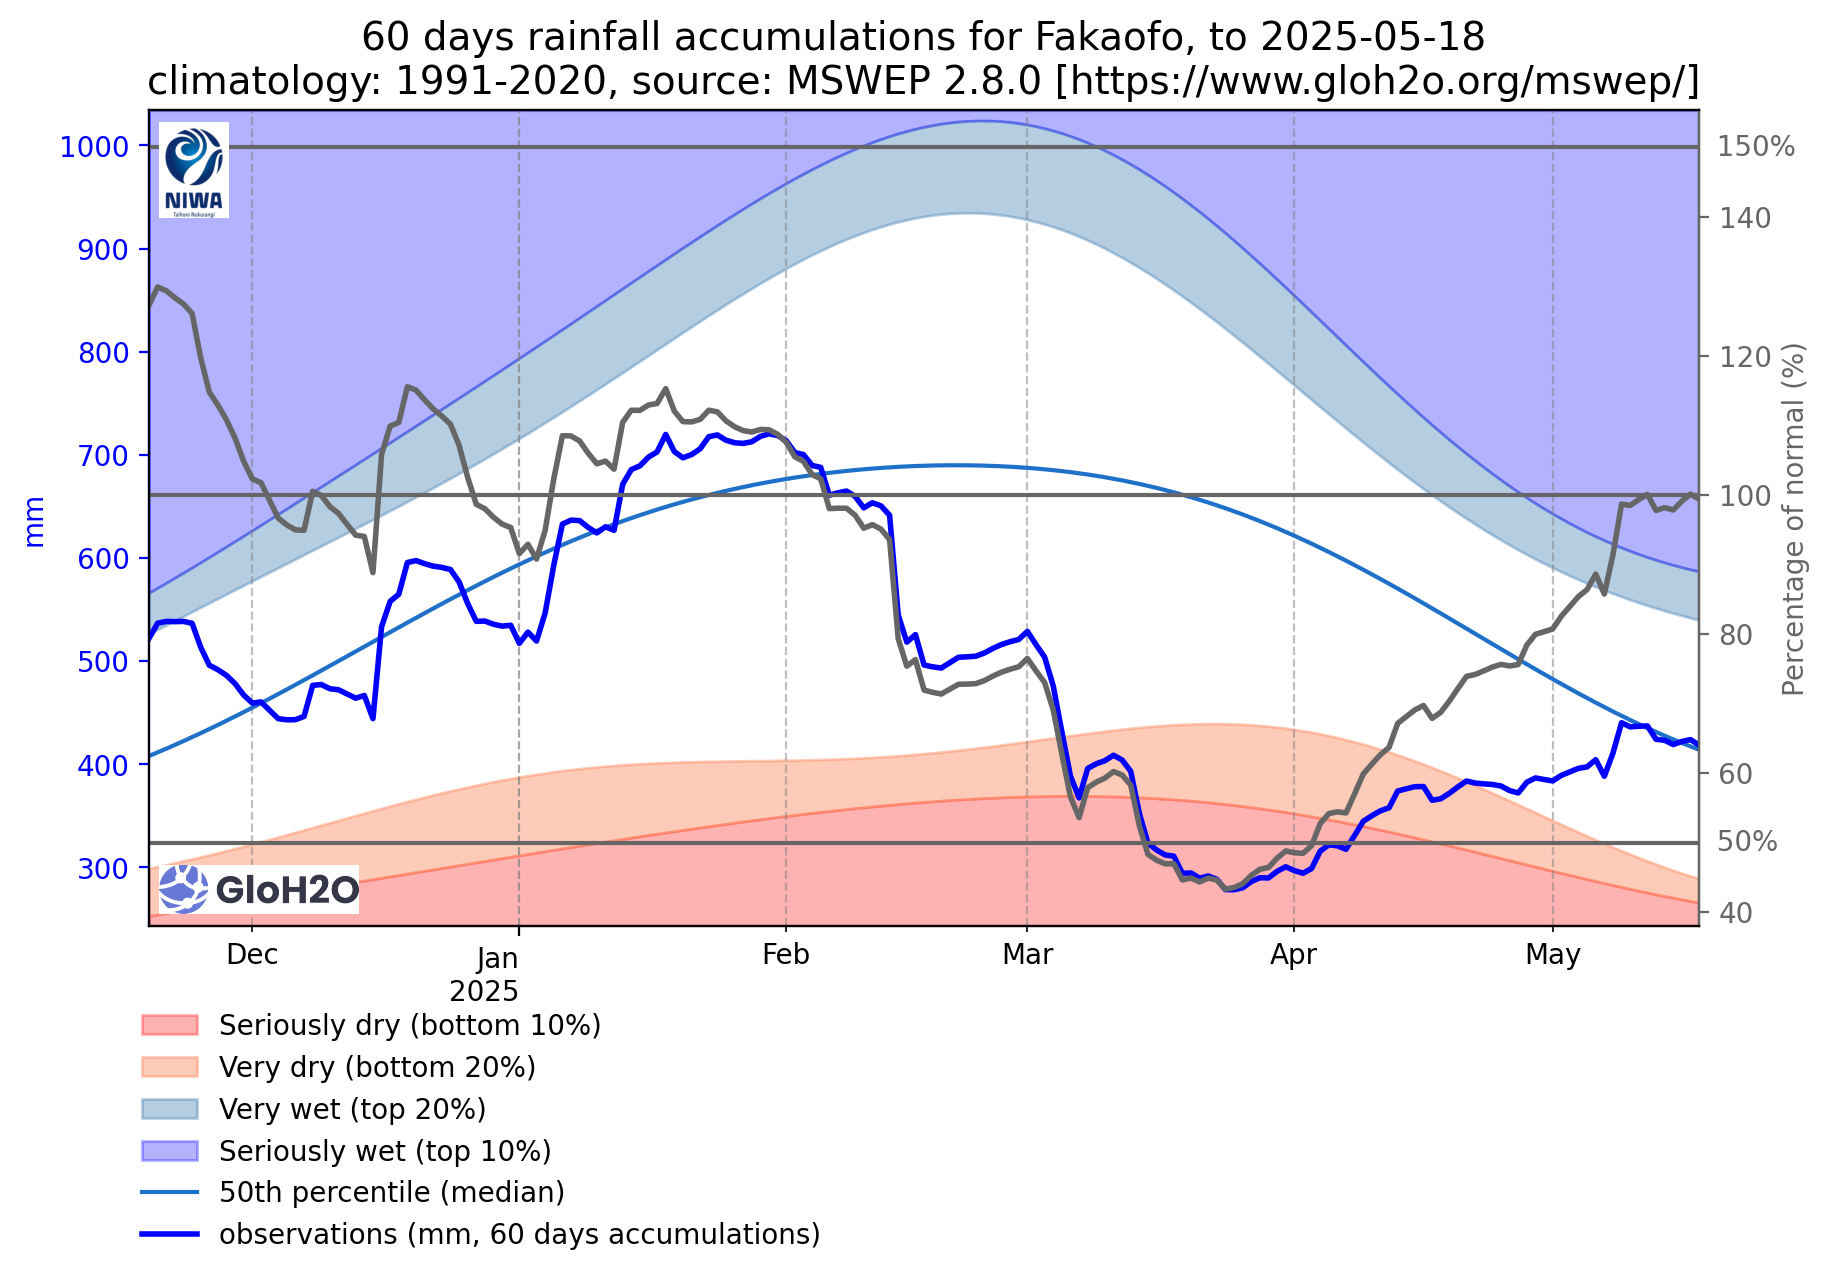 60 days rainfall accumulations for Fakaofo, to 2025-05-18
climatology: 1991-2020, source: MSWEP 2.8.0 [https://www.gloh2o.org/mswep/]
NIWA
Taihoro Nukurangi
1000
900
800
700
600
500
400
300
mm
150%
140
120
100
80
60
50%
40
Percentage of normal (%)
GloH2O
Dec
Jan
2025
Feb
Mar
Apr
May
Seriously dry (bottom 10%)
Very dry (bottom 20%)
Very wet (top 20%)
Seriously wet (top 10%)
50th percentile (median)
observations (mm, 60 days accumulations)